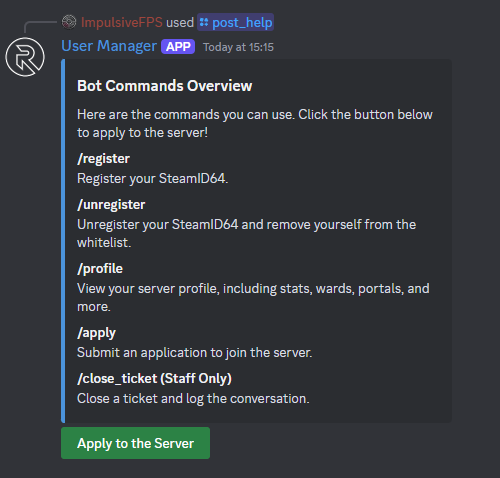 ImpulsiveFPS used post_help
User Manager APP Today at 15:15
Bot Commands Overview
Here are the commands you can use. Click the button below
to apply to the server!
/register
Register your SteamID64.
/unregister
Unregister your SteamID64 and remove yourself from the
whitelist.
/profile
View your server profile, including stats, wards, portals, and
more.
/apply
Submit an application to join the server.
/close_ticket (Staff Only)
Close a ticket and log the conversation.
Apply to the Server